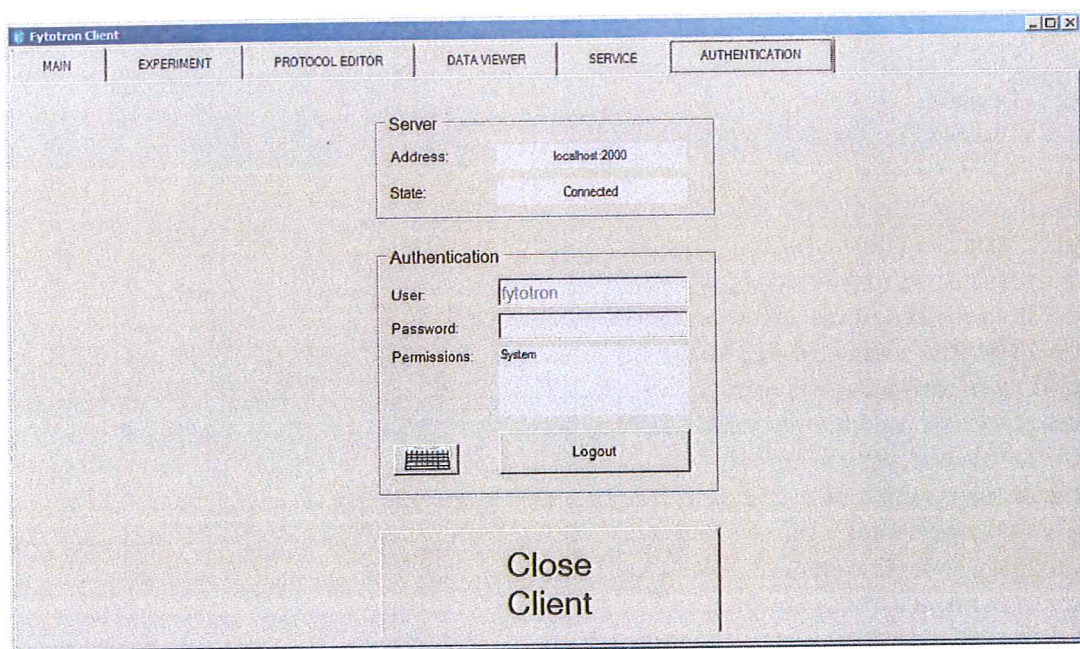 Fytotron Client
MAIN EXPERIMENT PROTOCOL EDITOR DATA VIEWER SERVICE AUTHENTICATION
Server
Address: localhost:2000
State: Connected
Authentication
User: fytotron
Password:
Permissions: System
Logout
Close
Client